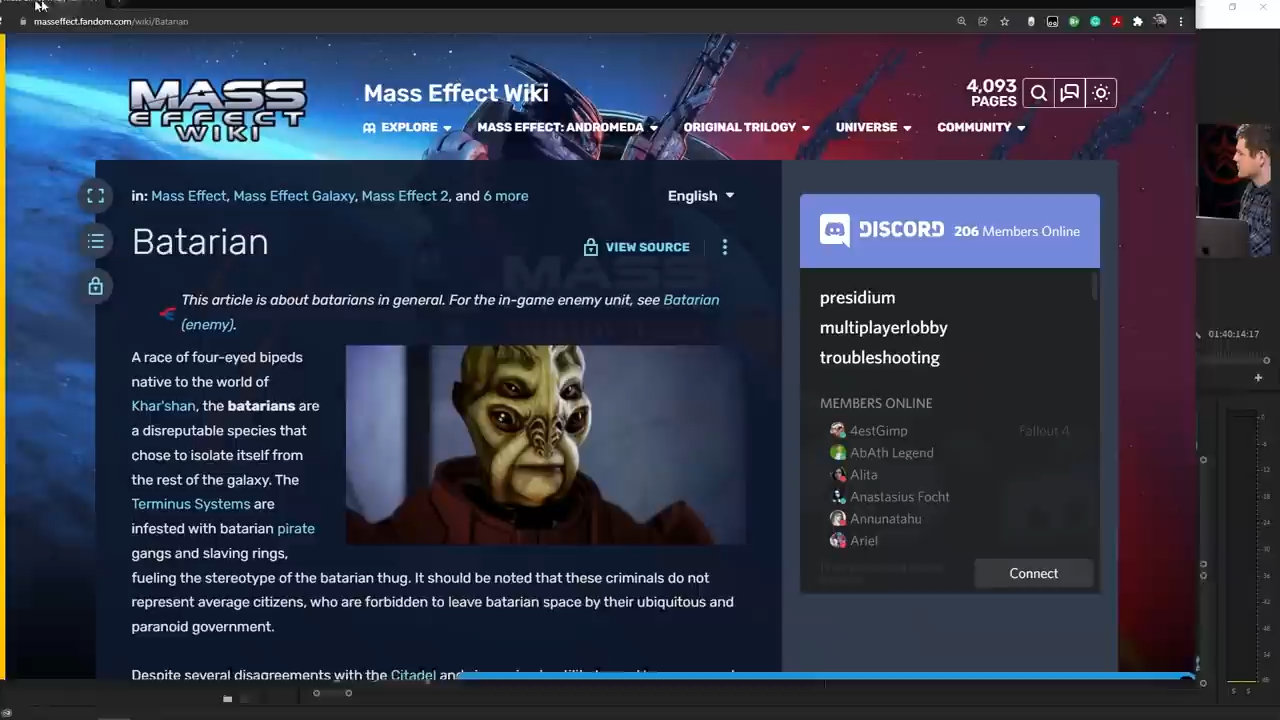 masseffect.fandom.com/wiki/Batarian
MASS
EFFECT
WIKI
Mass Effect Wiki
4,093
PAGES
EXPLORE
MASS EFFECT: ANDROMEDA
ORIGINAL TRILOGY
UNIVERSE
COMMUNITY
in: Mass Effect, Mass Effect Galaxy, Mass Effect 2, and 6 more
English
Batarian
VIEW SOURCE
This article is about batarians in general. For the in-game enemy unit, see Batarian
(enemy).
A race of four-eyed bipeds
native to the world of
Khar'shan, the batarians are
a disreputable species that
chose to isolate itself from
the rest of the galaxy. The
Terminus Systems are
infested with batarian pirate
gangs and slaving rings,
fueling the stereotype of the batarian thug. It should be noted that these criminals do not
represent average citizens, who are forbidden to leave batarian space by their ubiquitous and
paranoid government.
Despite several disagreements with the Citadel and
DISCORD 206 Members Online
presidium
multiplayerlobby
troubleshooting
MEMBERS ONLINE
4estGimp Fallout 4
AbAth Legend
Alita
Anastasius Focht
Annunatahu
Ariel
Connect
01:40:14:17